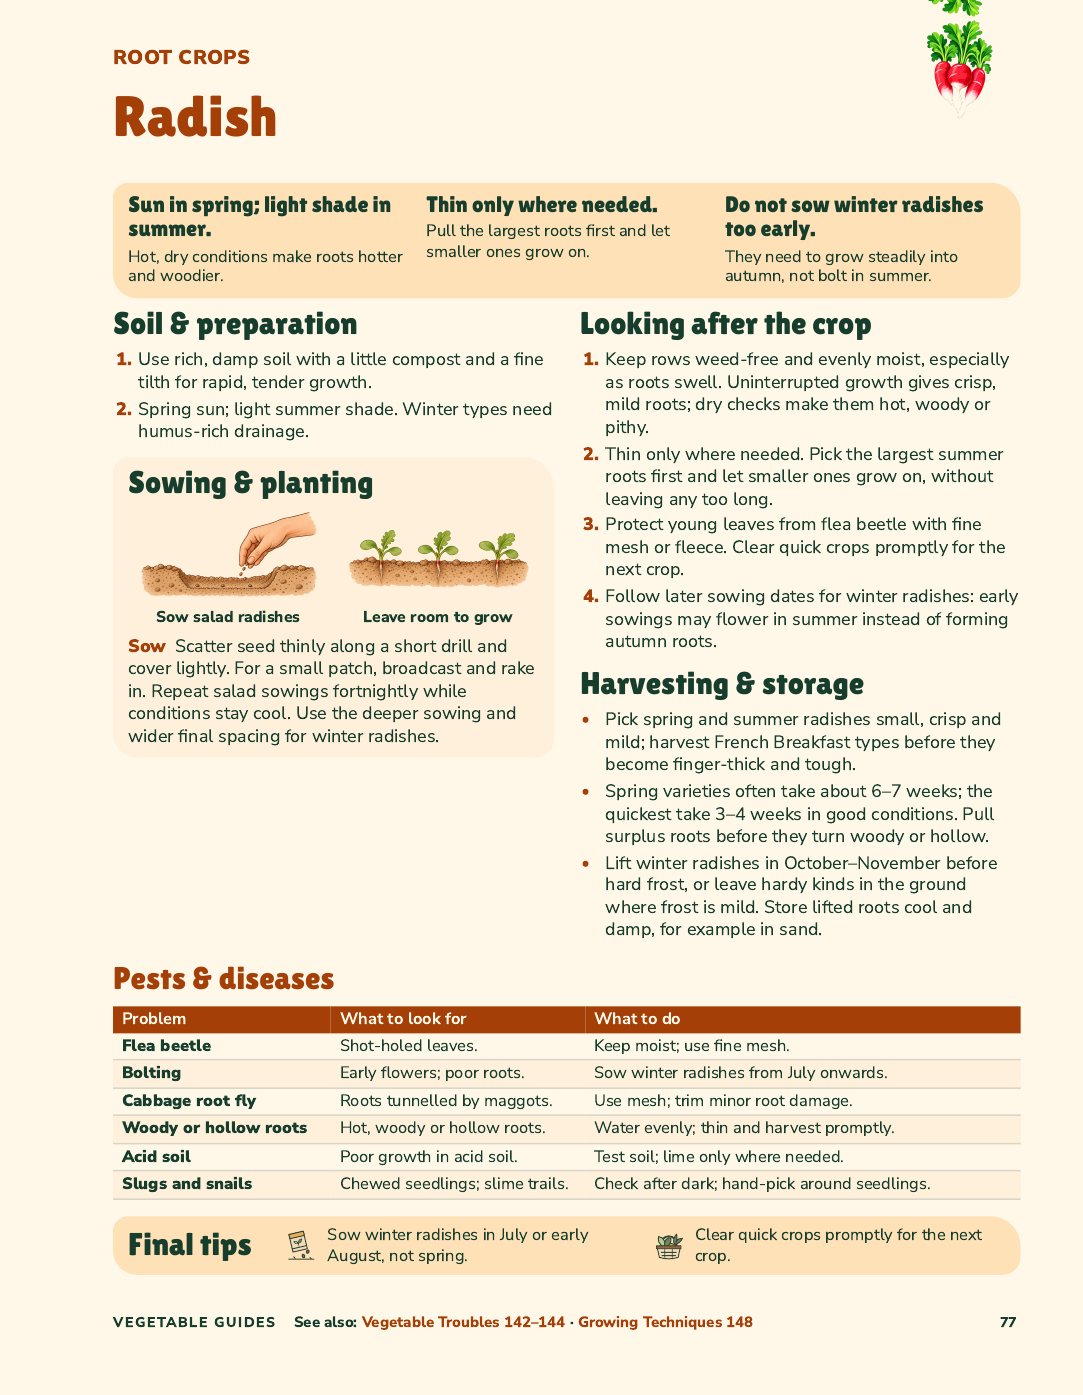 ROOT CROPS
Radish
Sun in spring; light shade in
summer.
Hot, dry conditions make roots hotter
and woodier.
Thin only where needed.
Pull the largest roots first and let
smaller ones grow on.
Do not sow winter radishes
too early.
They need to grow steadily into
autumn, not bolt in summer.
Soil & preparation
1. Use rich, damp soil with a little compost and a fine
tilth for rapid, tender growth.
2. Spring sun; light summer shade. Winter types need
humus-rich drainage.
Sowing & planting
Sow salad radishes
Leave room to grow
Sow Scatter seed thinly along a short drill and
cover lightly. For a small patch, broadcast and rake
in. Repeat salad sowings fortnightly while
conditions stay cool. Use the deeper sowing and
wider final spacing for winter radishes.
Looking after the crop
1. Keep rows weed-free and evenly moist, especially
as roots swell. Uninterrupted growth gives crisp,
mild roots; dry checks make them hot, woody or
pithy.
2. Thin only where needed. Pick the largest summer
roots first and let smaller ones grow on, without
leaving any too long.
3. Protect young leaves from flea beetle with fine
mesh or fleece. Clear quick crops promptly for the
next crop.
4. Follow later sowing dates for winter radishes: early
sowings may flower in summer instead of forming
autumn roots.
Harvesting & storage
• Pick spring and summer radishes small, crisp and
mild; harvest French Breakfast types before they
become finger-thick and tough.
• Spring varieties often take about 6–7 weeks; the
quickest take 3–4 weeks in good conditions. Pull
surplus roots before they turn woody or hollow.
• Lift winter radishes in October–November before
hard frost, or leave hardy kinds in the ground
where frost is mild. Store lifted roots cool and
damp, for example in sand.
Pests & diseases
Problem What to look for What to do
Flea beetle Shot-holed leaves. Keep moist; use fine mesh.
Bolting Early flowers; poor roots. Sow winter radishes from July onwards.
Cabbage root fly Roots tunnelled by maggots. Use mesh; trim minor root damage.
Woody or hollow roots Hot, woody or hollow roots. Water evenly; thin and harvest promptly.
Acid soil Poor growth in acid soil. Test soil; lime only where needed.
Slugs and snails Chewed seedlings; slime trails. Check after dark; hand-pick around seedlings.
Final tips
Sow winter radishes in July or early
August, not spring.
Clear quick crops promptly for the next
crop.
VEGETABLE GUIDES See also: Vegetable Troubles 142–144 · Growing Techniques 148 77